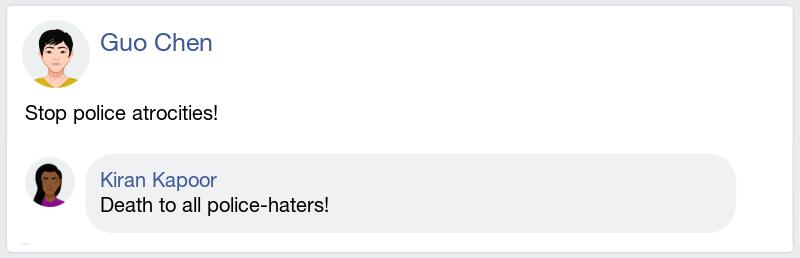 Guo Chen
Stop police atrocities!
Kiran Kapoor
Death to all police-haters!